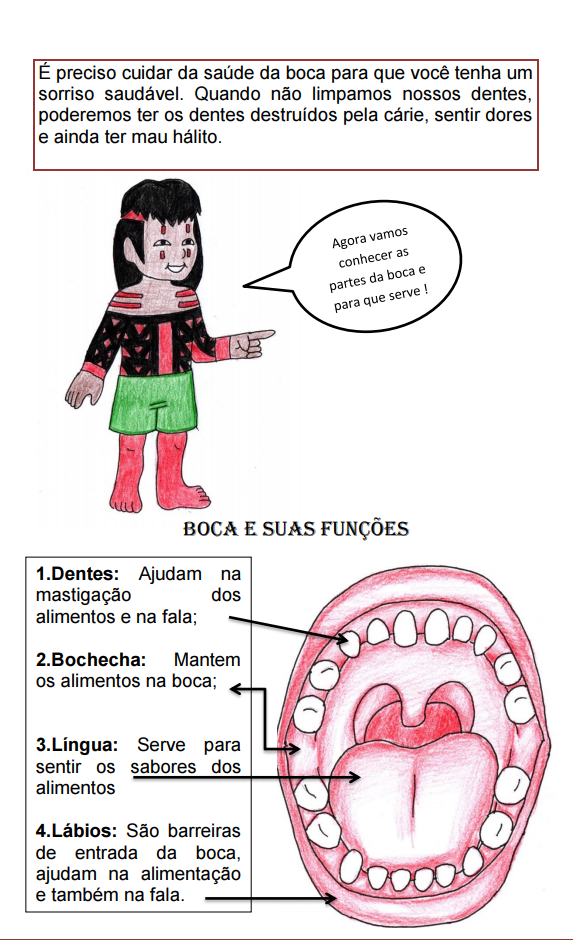 É preciso cuidar da saúde da boca para que você tenha um
sorriso saudável. Quando não limpamos nossos dentes,
poderemos ter os dentes destruídos pela cárie, sentir dores
e ainda ter mau hálito.
Agora vamos
conhecer as
partes da boca e
para que serve !
BOCA E SUAS FUNÇÕES
1.Dentes: Ajudam na
mastigação dos
alimentos e na fala;
2.Bochecha: Mantem
os alimentos na boca;
3.Língua: Serve para
sentir os sabores dos
alimentos
4.Lábios: São barreiras
de entrada da boca,
ajudam na alimentação
e também na fala.